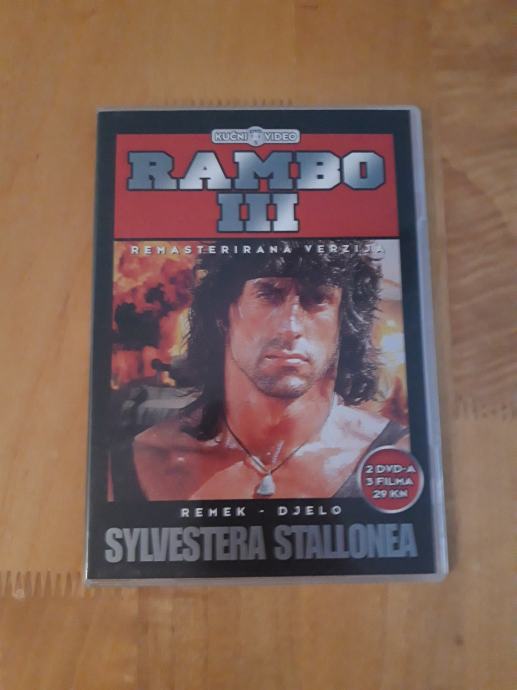 KUĆNI VIDEO
RAMBO
III
REMASTERIRANA VERZIJA
2 DVD-A
3 FILMA
29 KN
REMEK - DJELO
SYLVESTERA STALLONEA